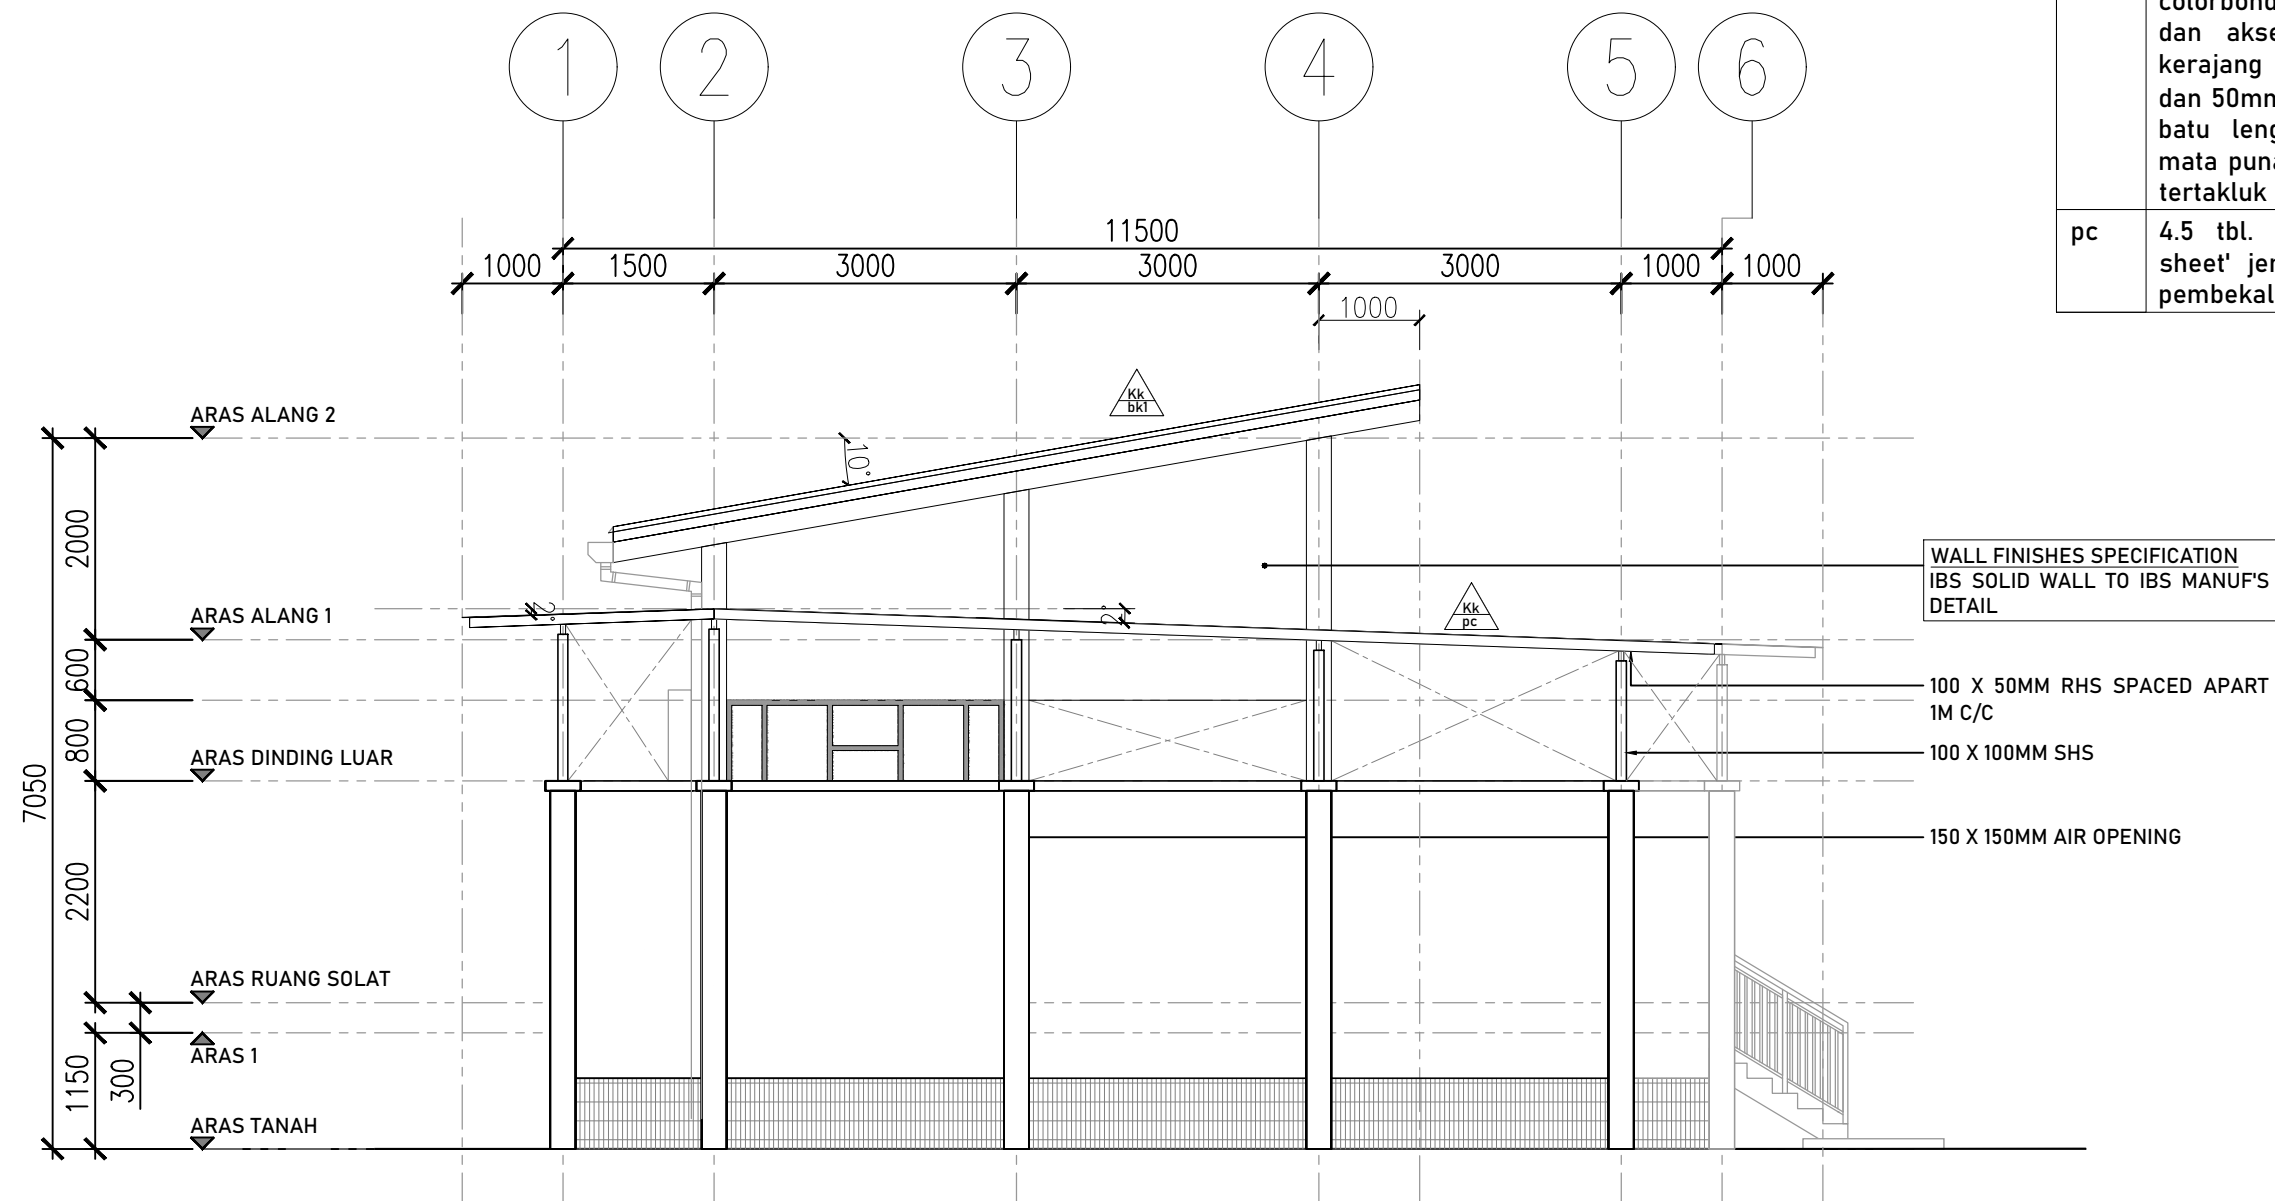 1 2 3 4 5 6
colorbond
dan akse
kerajang
dan 50mm
batu leng
mata puna
tertakluk
pc
4.5 tbl.
sheet' jen
pembekal
11500
1000 1500 3000 3000 3000 1000 1000
1000
Kk
bk1
10°
ARAS ALANG 2
2000
WALL FINISHES SPECIFICATION
IBS SOLID WALL TO IBS MANUF'S
DETAIL
2°
2°
Kk
pc
ARAS ALANG 1
600
100 X 50MM RHS SPACED APART
1M C/C
800
100 X 100MM SHS
ARAS DINDING LUAR
7050
150 X 150MM AIR OPENING
2200
ARAS RUANG SOLAT
ARAS 1
1150
300
ARAS TANAH